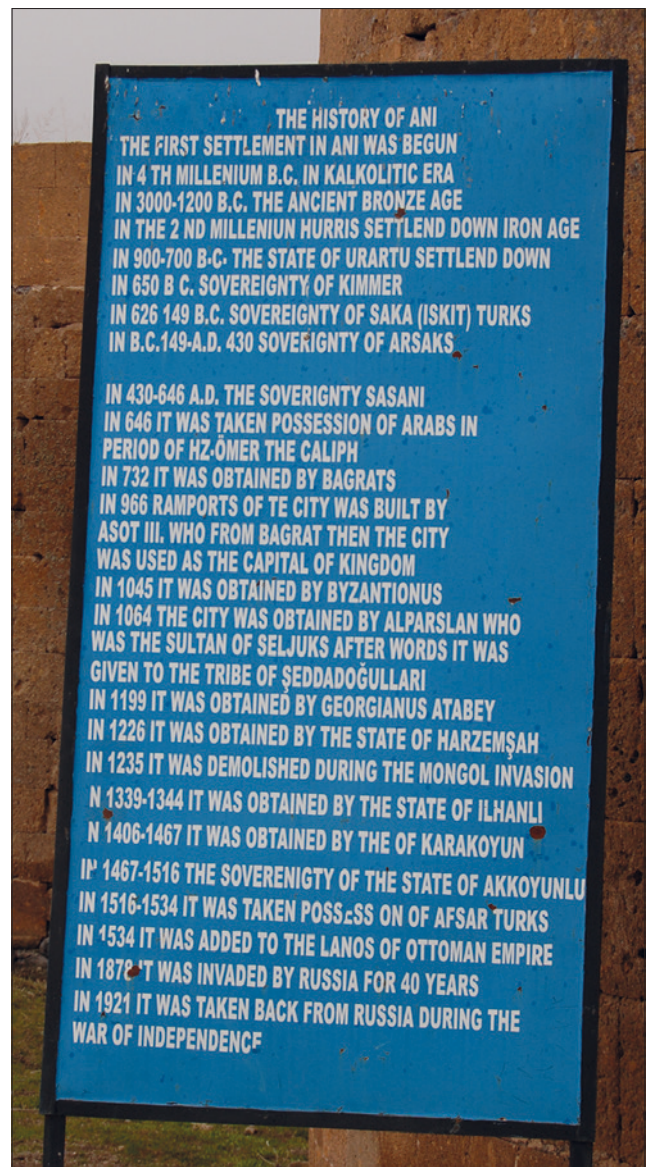 THE HISTORY OF ANI
THE FIRST SETTLEMENT IN ANI WAS BEGUN
IN 4 TH MILLENIUM B.C. IN KALKOLITIC ERA
IN 3000-1200 B.C. THE ANCIENT BRONZE AGE
IN THE 2 ND MILLENIUN HURRIS SETTLEND DOWN IRON AGE
IN 900-700 B-C- THE STATE OF URARTU SETTLEND DOWN
IN 650 B C. SOVEREIGNTY OF KIMMER
IN 626 149 B.C. SOVEREIGNTY OF SAKA (ISKIT) TURKS
IN B.C.149-A.D. 430 SOVERIGNTY OF ARSAKS
IN 430-646 A.D. THE SOVERIGNTY SASANI
IN 646 IT WAS TAKEN POSSESSION OF ARABS IN
PERIOD OF HZ-ÖMER THE CALIPH
IN 732 IT WAS OBTAINED BY BAGRATS
IN 966 RAMPORTS OF TE CITY WAS BUILT BY
ASOT III. WHO FROM BAGRAT THEN THE CITY
WAS USED AS THE CAPITAL OF KINGDOM
IN 1045 IT WAS OBTAINED BY BYZANTIONUS
IN 1064 THE CITY WAS OBTAINED BY ALPARSLAN WHO
WAS THE SULTAN OF SELJUKS AFTER WORDS IT WAS
GIVEN TO THE TRIBE OF ŞEDDADOĞULLARI
IN 1199 IT WAS OBTAINED BY GEORGIANUS ATABEY
IN 1226 IT WAS OBTAINED BY THE STATE OF HARZEMŞAH
IN 1235 IT WAS DEMOLISHED DURING THE MONGOL INVASION
N 1339-1344 IT WAS OBTAINED BY THE STATE OF ILHANLI
N 1406-1467 IT WAS OBTAINED BY THE OF KARAKOYUN
IN 1467-1516 THE SOVERENIGTY OF THE STATE OF AKKOYUNLU
IN 1516-1534 IT WAS TAKEN POSSESS ON OF AFSAR TURKS
IN 1534 IT WAS ADDED TO THE LANOS OF OTTOMAN EMPIRE
IN 1878 IT WAS INVADED BY RUSSIA FOR 40 YEARS
IN 1921 IT WAS TAKEN BACK FROM RUSSIA DURING THE
WAR OF INDEPENDENCE